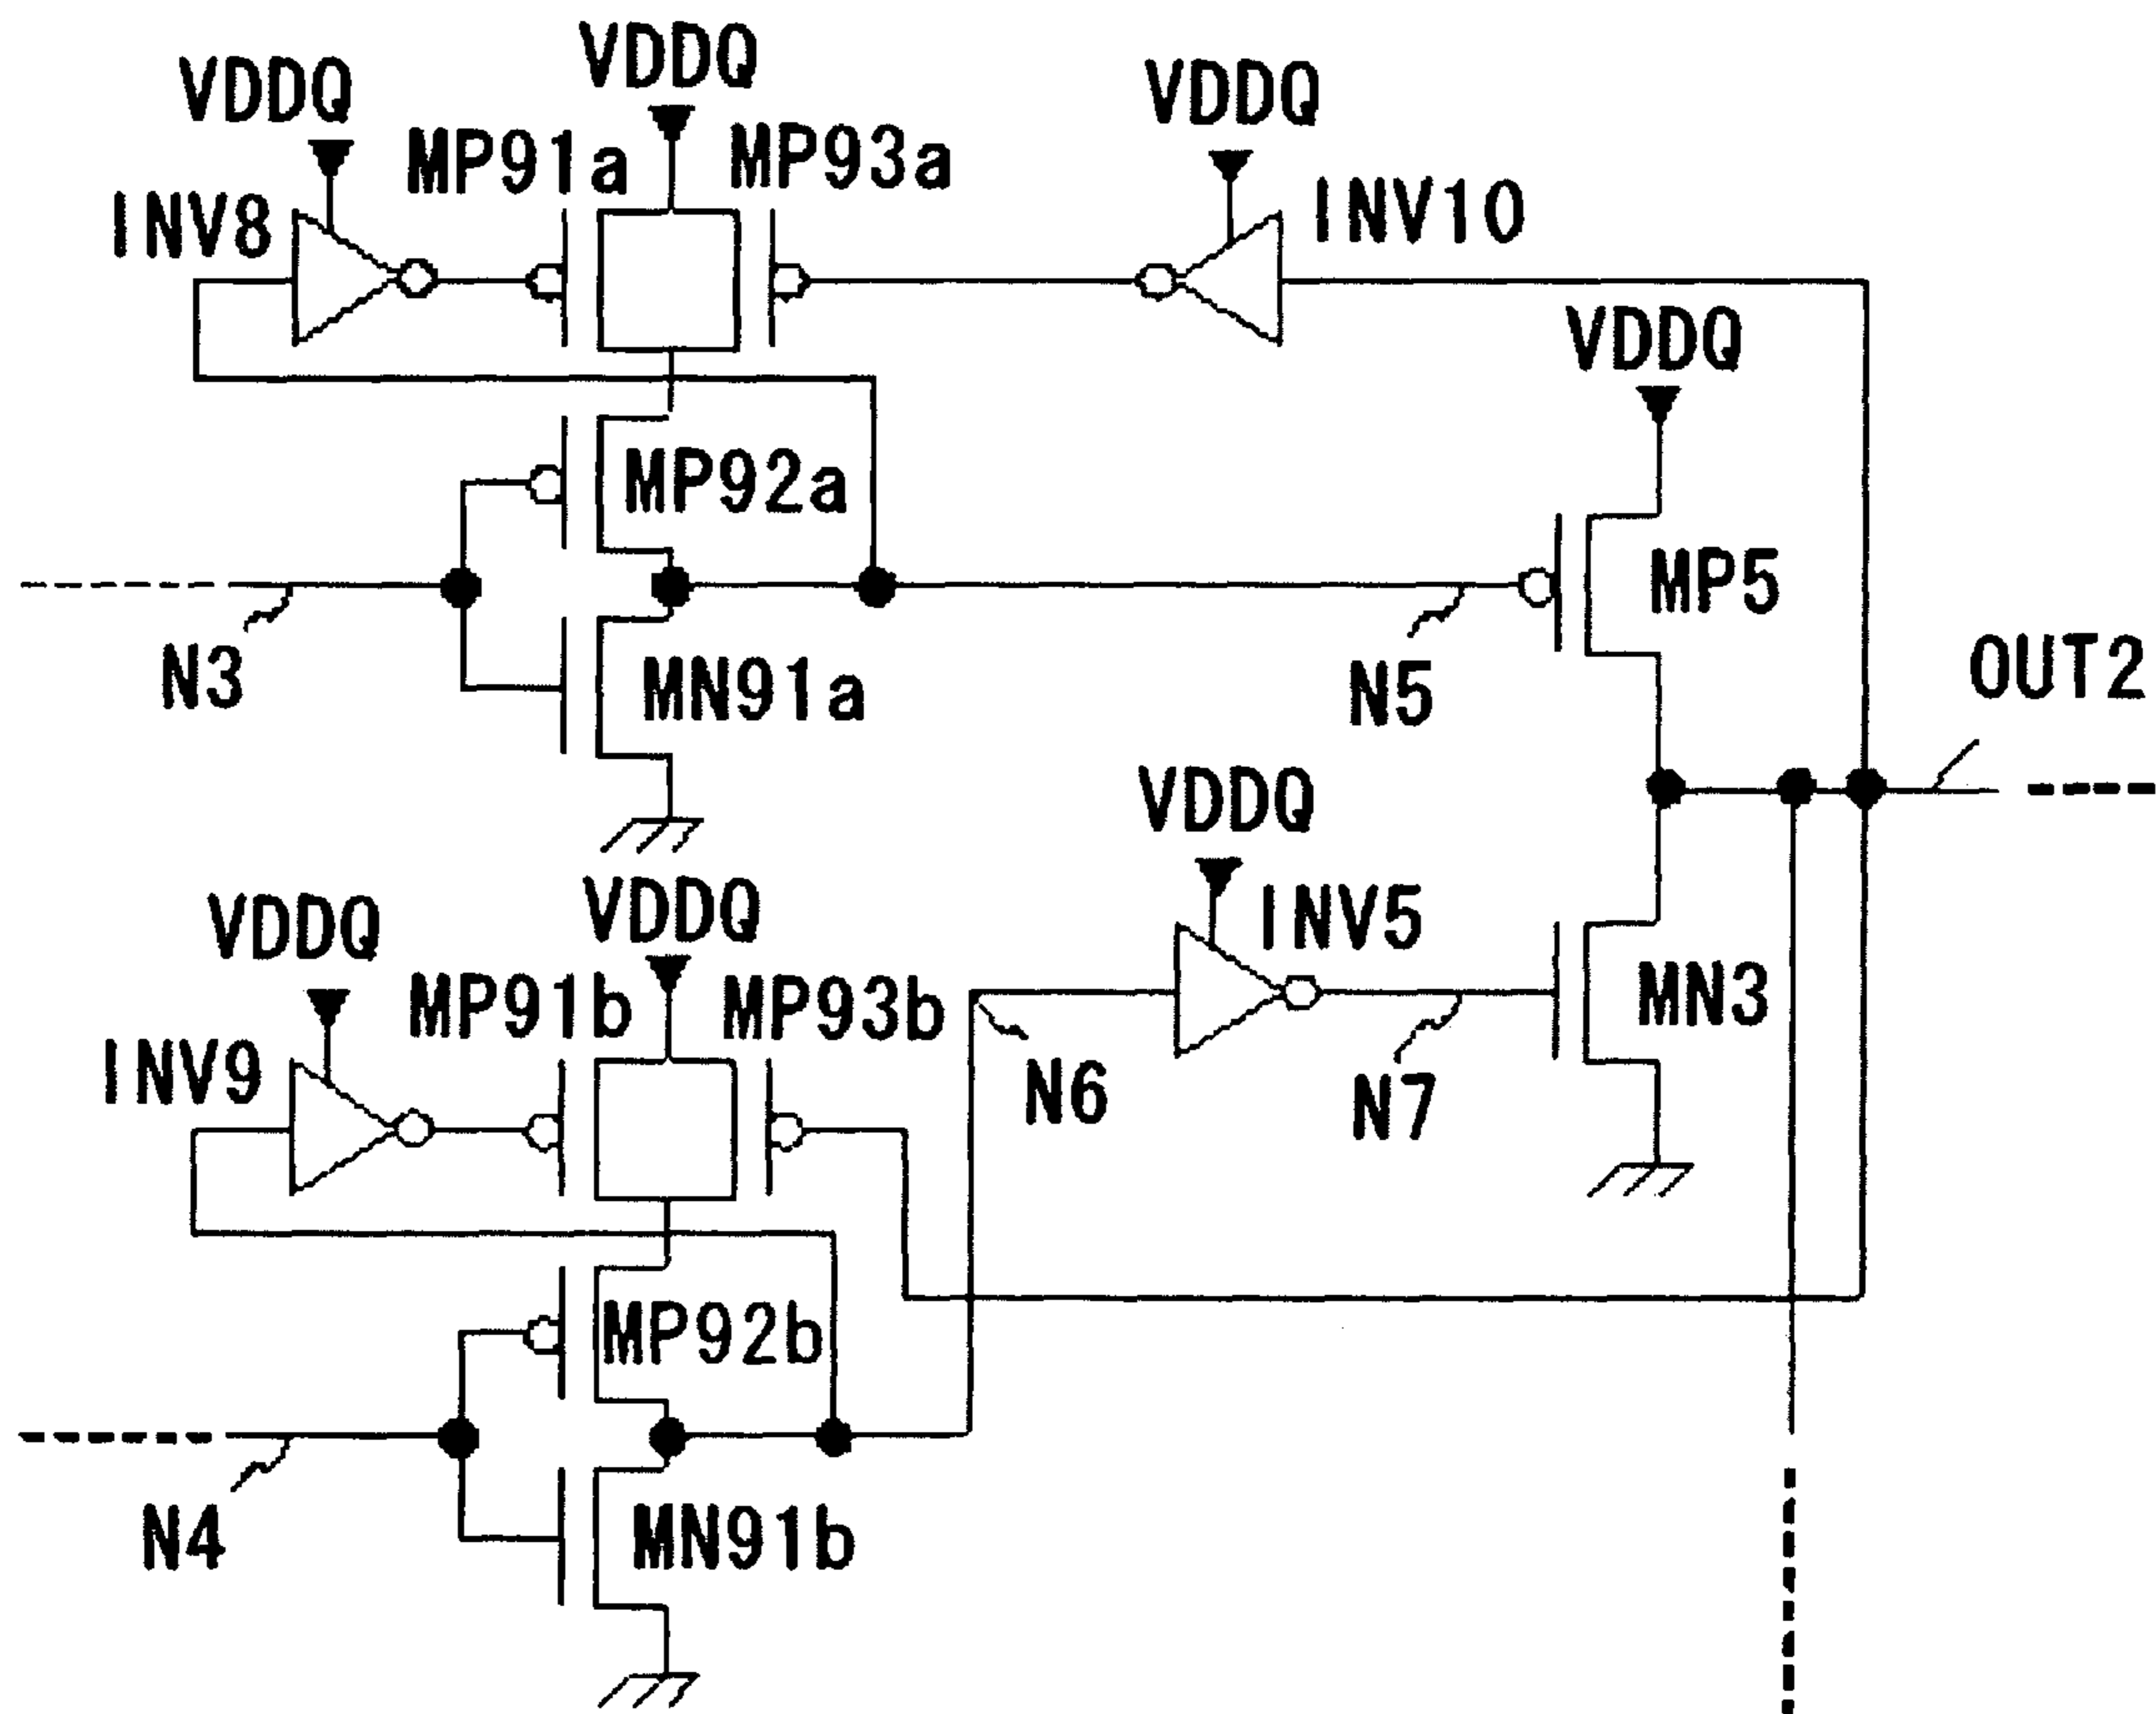 VDDQ
VDDQ
VDDQ
MP91a
MP93a
INV8
INV10
VDDQ
MP92a
MP5
N3
MN91a
N5
OUT2
VDDQ
VDDQ
VDDQ
INV5
MP91b
MP93b
MN3
INV9
N6
N7
MP92b
N4
MN91b